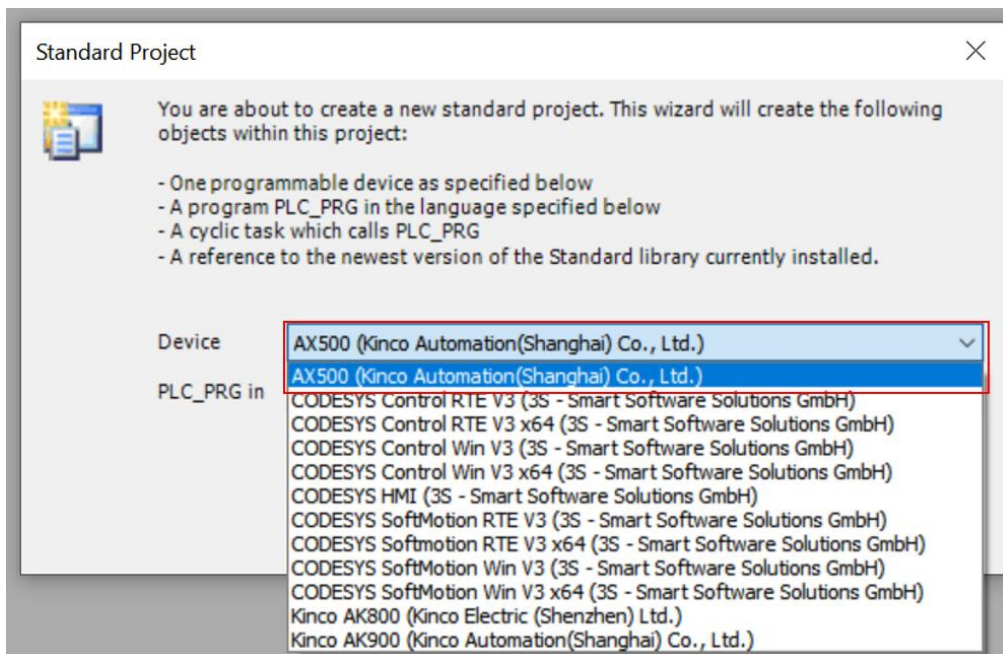 Standard Project
You are about to create a new standard project. This wizard will create the following
objects within this project:
- One programmable device as specified below
- A program PLC_PRG in the language specified below
- A cyclic task which calls PLC_PRG
- A reference to the newest version of the Standard library currently installed.
Device
AX500 (Kinco Automation(Shanghai) Co., Ltd.)
PLC_PRG in
AX500 (Kinco Automation(Shanghai) Co., Ltd.)
CODESYS Control RTE V3 (3S - Smart Software Solutions GmbH)
CODESYS Control RTE V3 x64 (3S - Smart Software Solutions GmbH)
CODESYS Control Win V3 (3S - Smart Software Solutions GmbH)
CODESYS Control Win V3 x64 (3S - Smart Software Solutions GmbH)
CODESYS HMI (3S - Smart Software Solutions GmbH)
CODESYS SoftMotion RTE V3 (3S - Smart Software Solutions GmbH)
CODESYS Softmotion RTE V3 x64 (3S - Smart Software Solutions GmbH)
CODESYS SoftMotion Win V3 (3S - Smart Software Solutions GmbH)
CODESYS SoftMotion Win V3 x64 (3S - Smart Software Solutions GmbH)
Kinco AK800 (Kinco Electric (Shenzhen) Ltd.)
Kinco AK900 (Kinco Automation(Shanghai) Co., Ltd.)